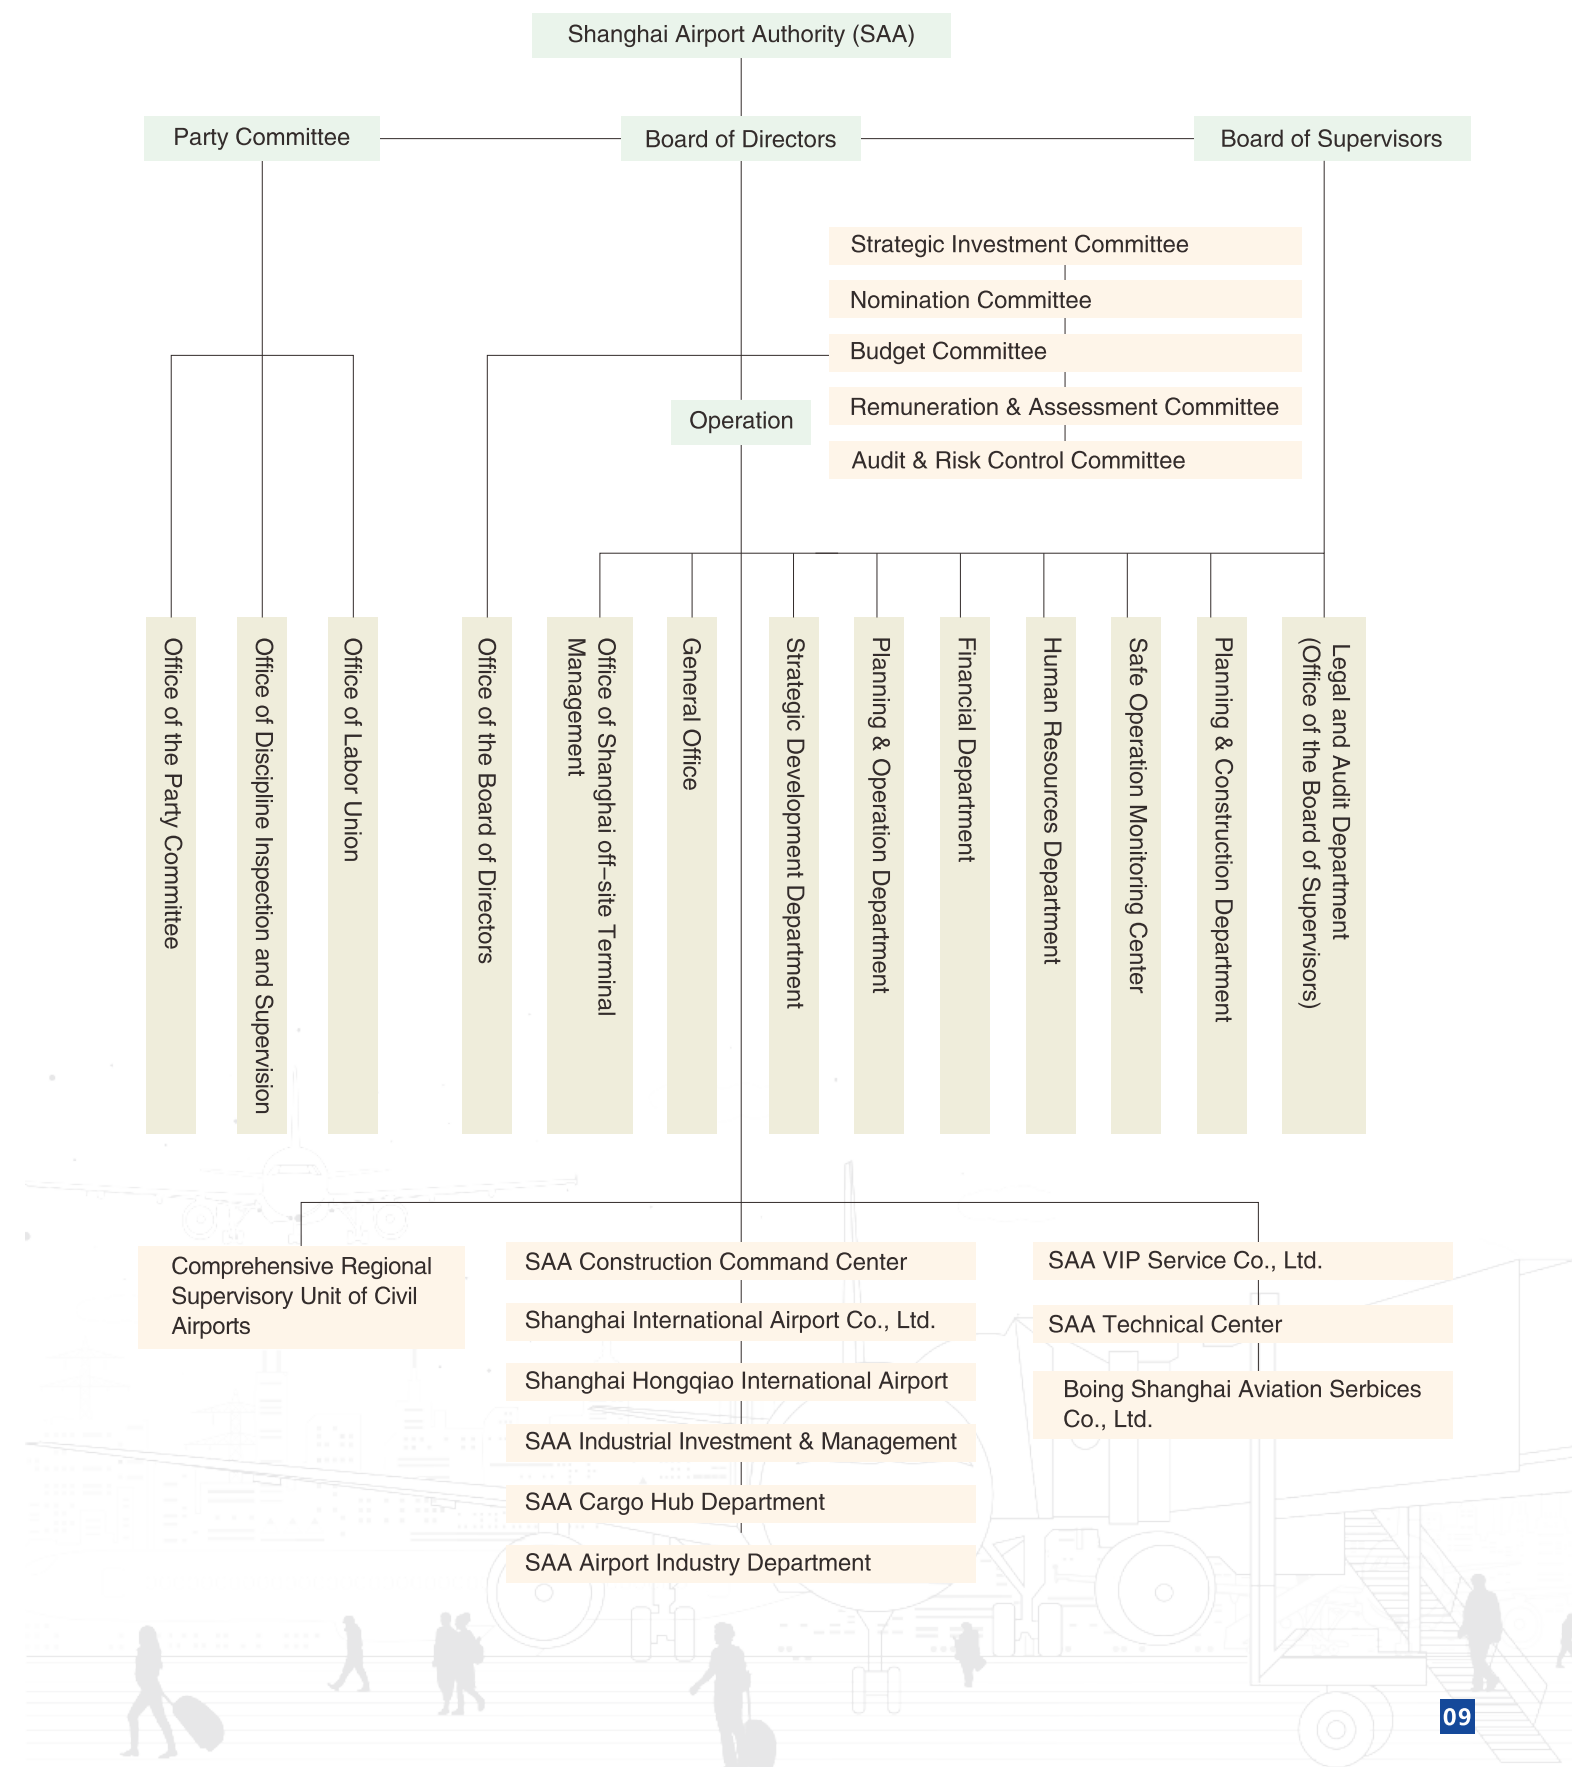 Shanghai Airport Authority (SAA)
Party Committee
Board of Directors
Board of Supervisors
Strategic Investment Committee
Nomination Committee
Budget Committee
Remuneration & Assessment Committee
Audit & Risk Control Committee
Operation
Office of the Party Committee
Office of Discipline Inspection and Supervision
Office of Labor Union
Office of the Board of Directors
Office of Shanghai off-site Terminal
Management
General Office
Strategic Development Department
Planning & Operation Department
Financial Department
Human Resources Department
Safe Operation Monitoring Center
Planning & Construction Department
Legal and Audit Department
(Office of the Board of Supervisors)
Comprehensive Regional
Supervisory Unit of Civil
Airports
SAA Construction Command Center
Shanghai International Airport Co., Ltd.
Shanghai Hongqiao International Airport
SAA Industrial Investment & Management
SAA Cargo Hub Department
SAA Airport Industry Department
SAA VIP Service Co., Ltd.
SAA Technical Center
Boing Shanghai Aviation Serbices
Co., Ltd.
09